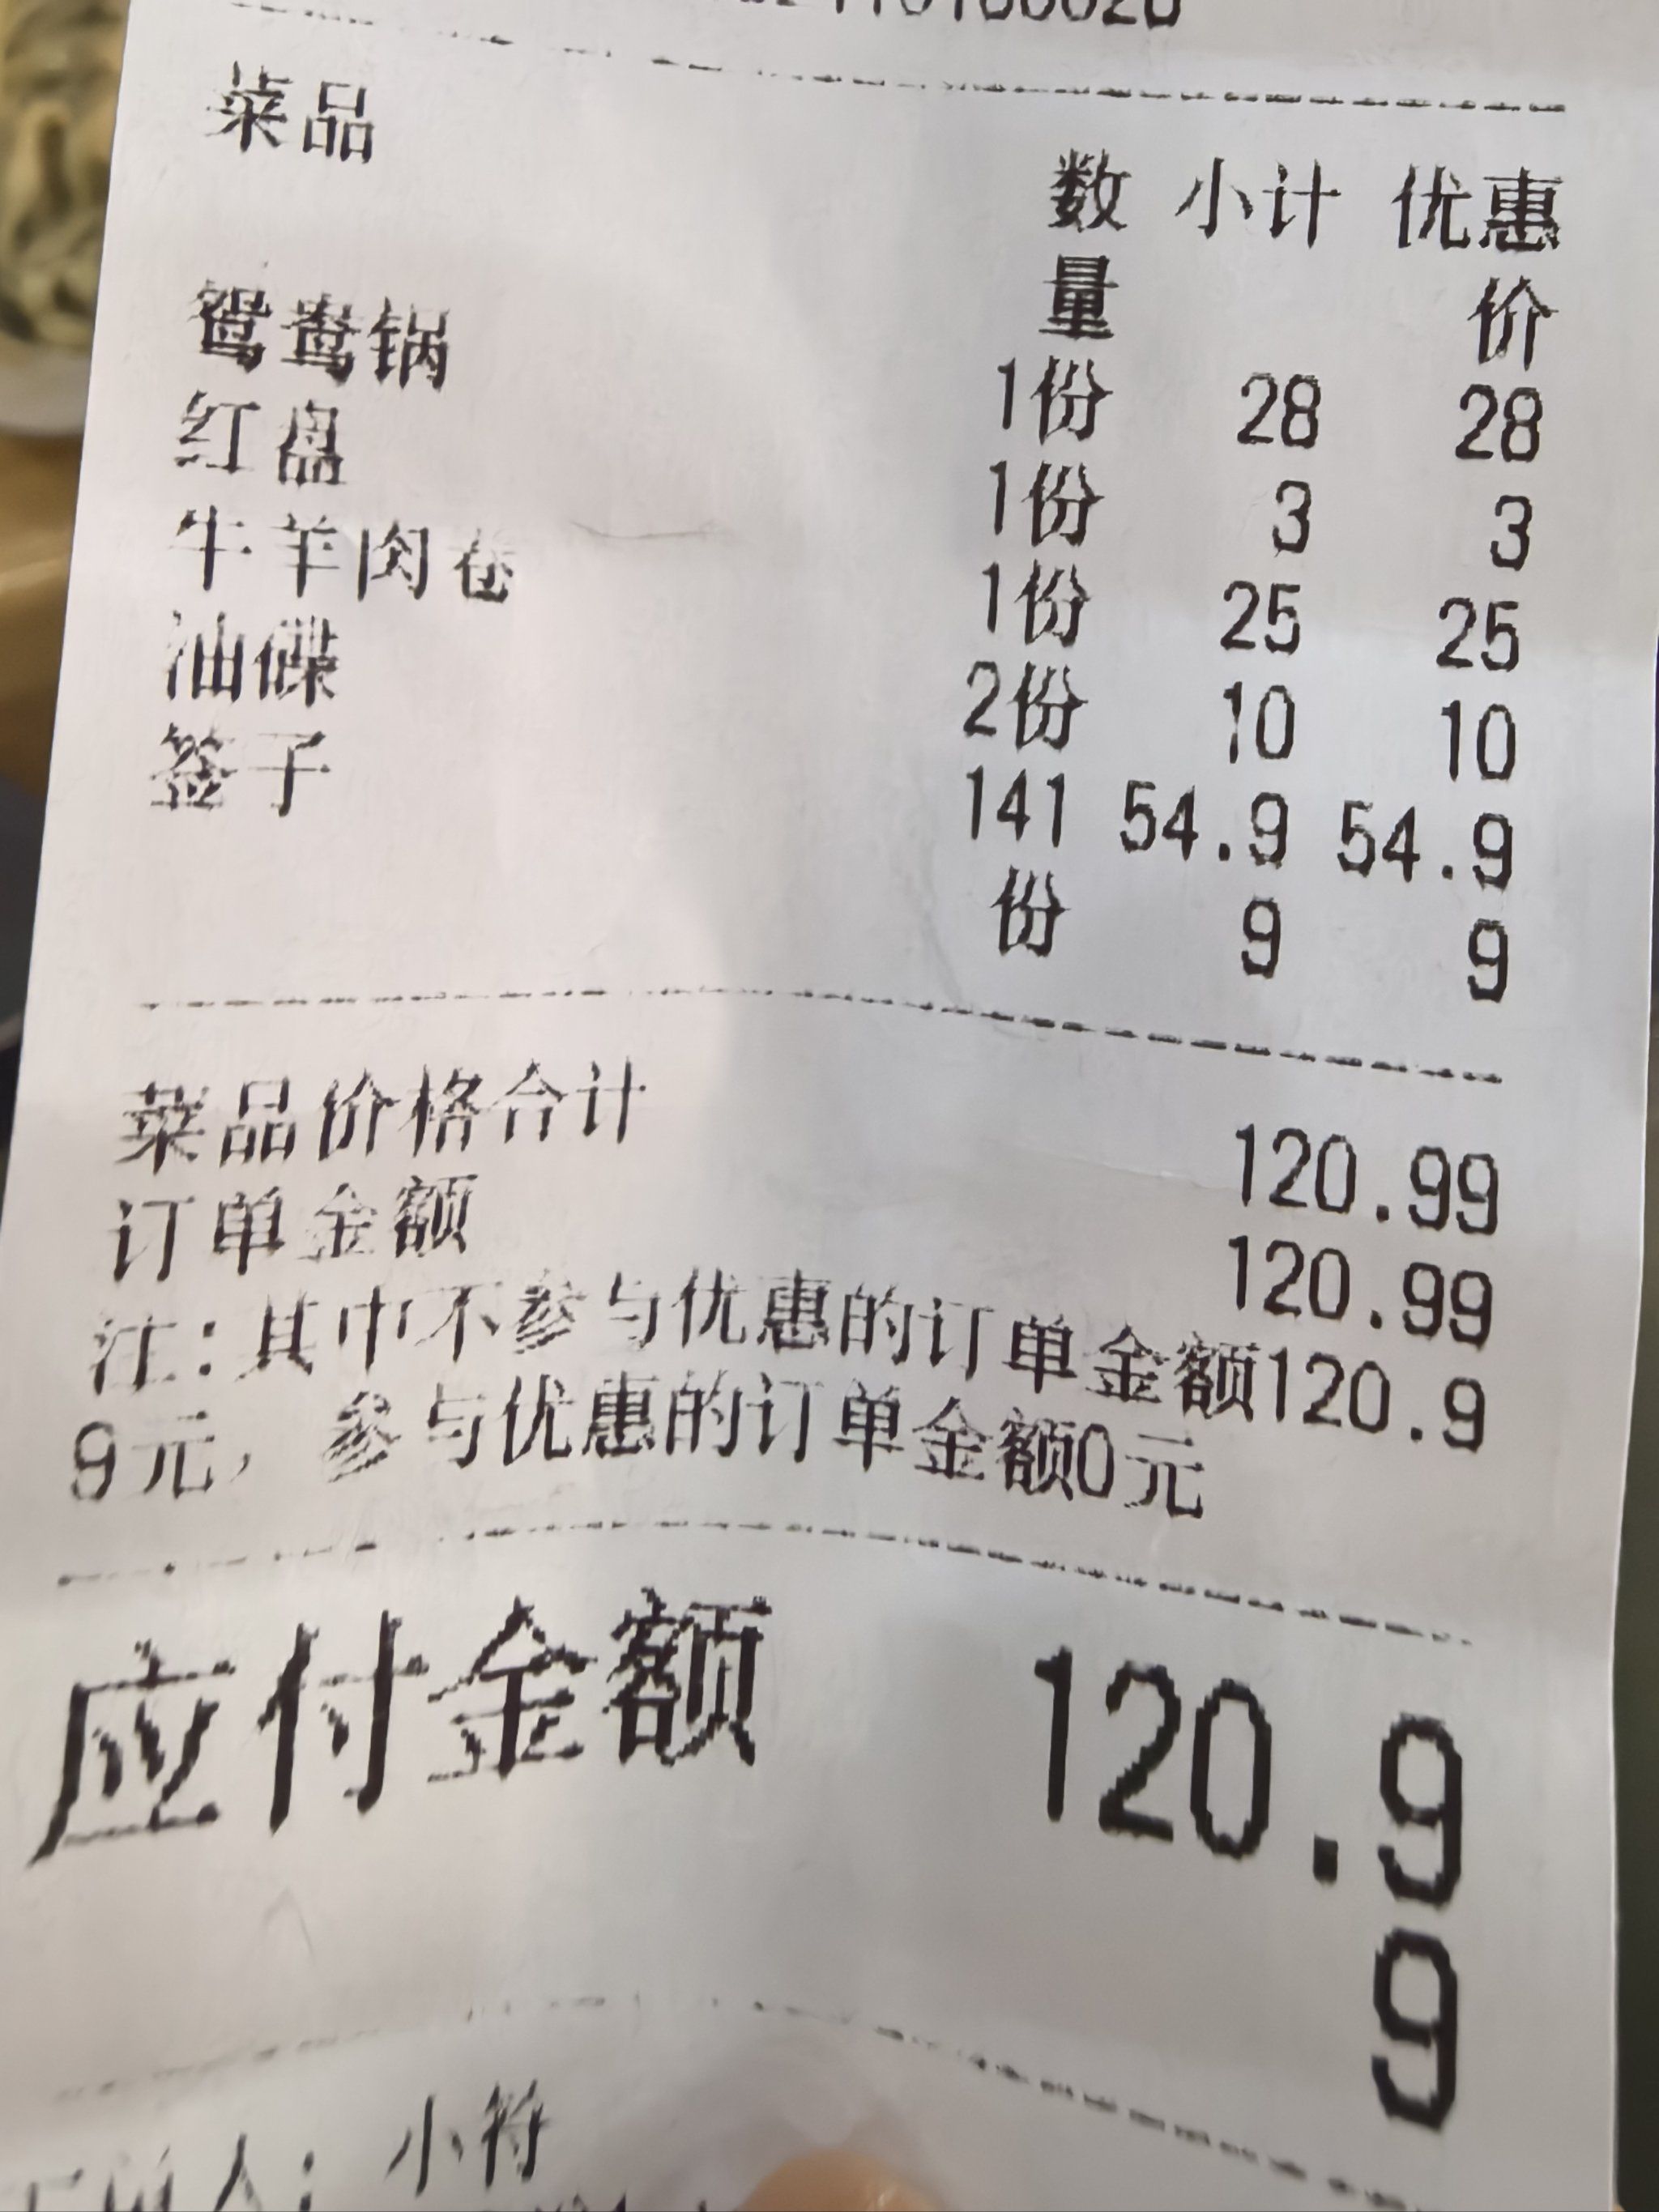 菜品 数 小计 优惠
量 价
鸳鸯锅 1份 28 28
红盘 1份 3 3
牛羊肉卷 1份 25 25
油碟 2份 10 10
签子 141 54.9 54.9
份 9 9
菜品价格合计 120.99
订单金额 120.99
注:其中不参与优惠的订单金额120.9
9元, 参与优惠的订单金额0元
应付金额 120.9
9
人: 小符